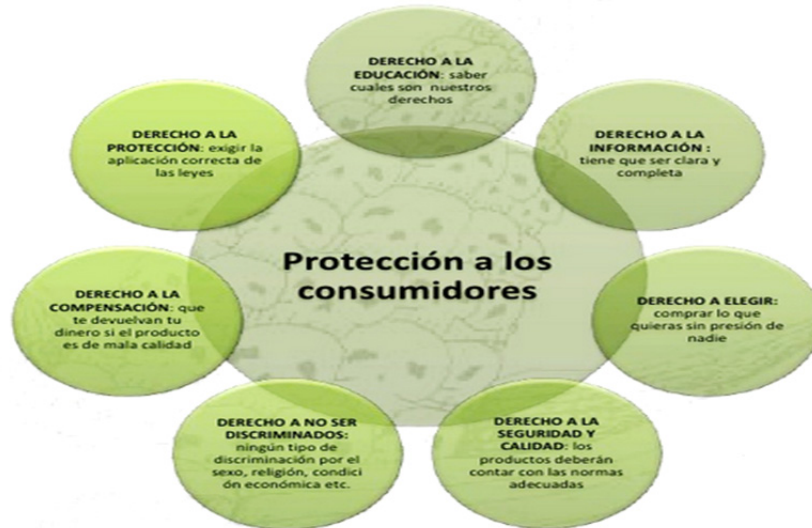 DERECHO A LA
EDUCACIÓN: saber
cuales son nuestros
derechos
DERECHO A LA
INFORMACIÓN :
tiene que ser clara y
completa
DERECHO A ELEGIR:
comprar lo que
quieras sin presión de
nadie
DERECHO A LA
SEGURIDAD Y
CALIDAD: los
productos deberán
contar con las normas
adecuadas
DERECHO A NO SER
DISCRIMINADOS:
ningún tipo de
discriminación por el
sexo, religión, condici
ón económica etc.
DERECHO A LA
COMPENSACIÓN: que
te devuelvan tu
dinero si el producto
es de mala calidad
DERECHO A LA
PROTECCIÓN: exigir la
aplicación correcta de
las leyes
Protección a los
consumidores